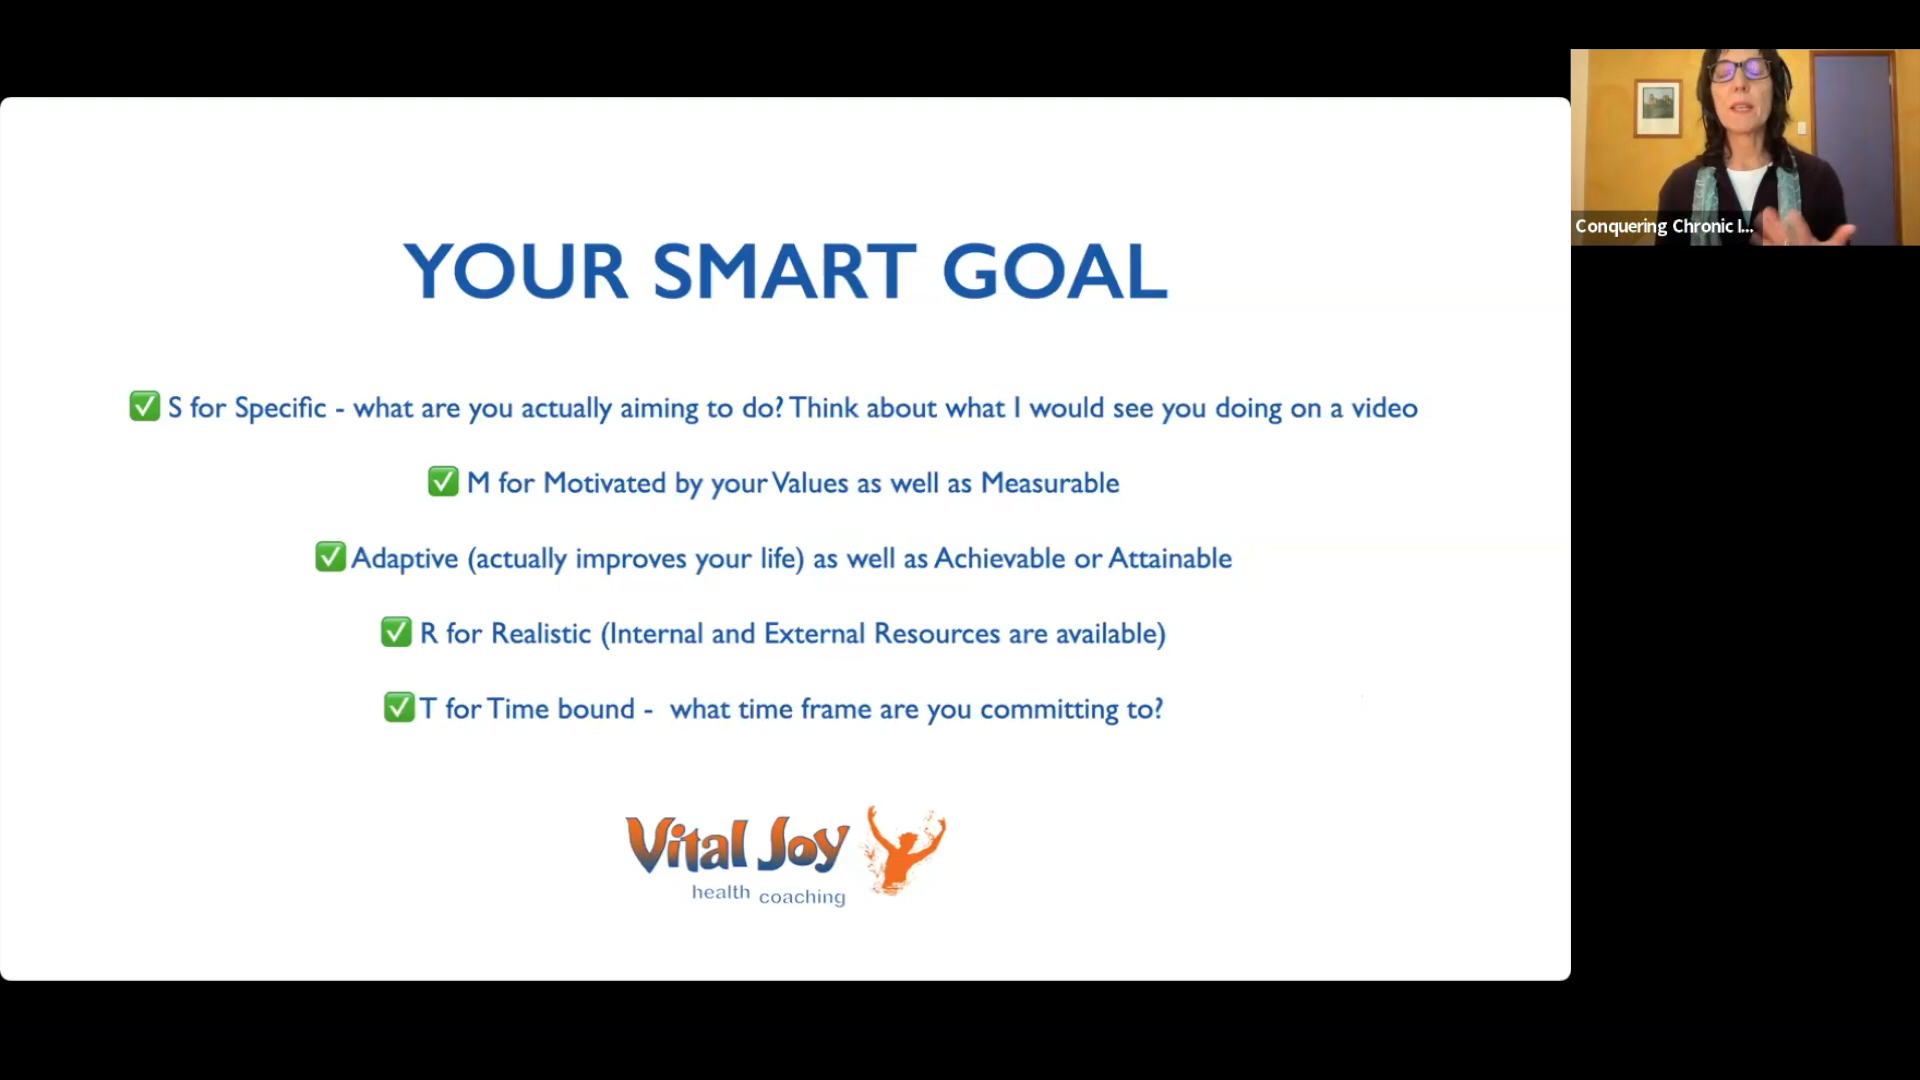 YOUR SMART GOAL
✅ S for Specific - what are you actually aiming to do? Think about what I would see you doing on a video
✅ M for Motivated by your Values as well as Measurable
✅ Adaptive (actually improves your life) as well as Achievable or Attainable
✅ R for Realistic (Internal and External Resources are available)
✅ T for Time bound - what time frame are you committing to?
Vital Joy
health coaching
Conquering Chronic I...